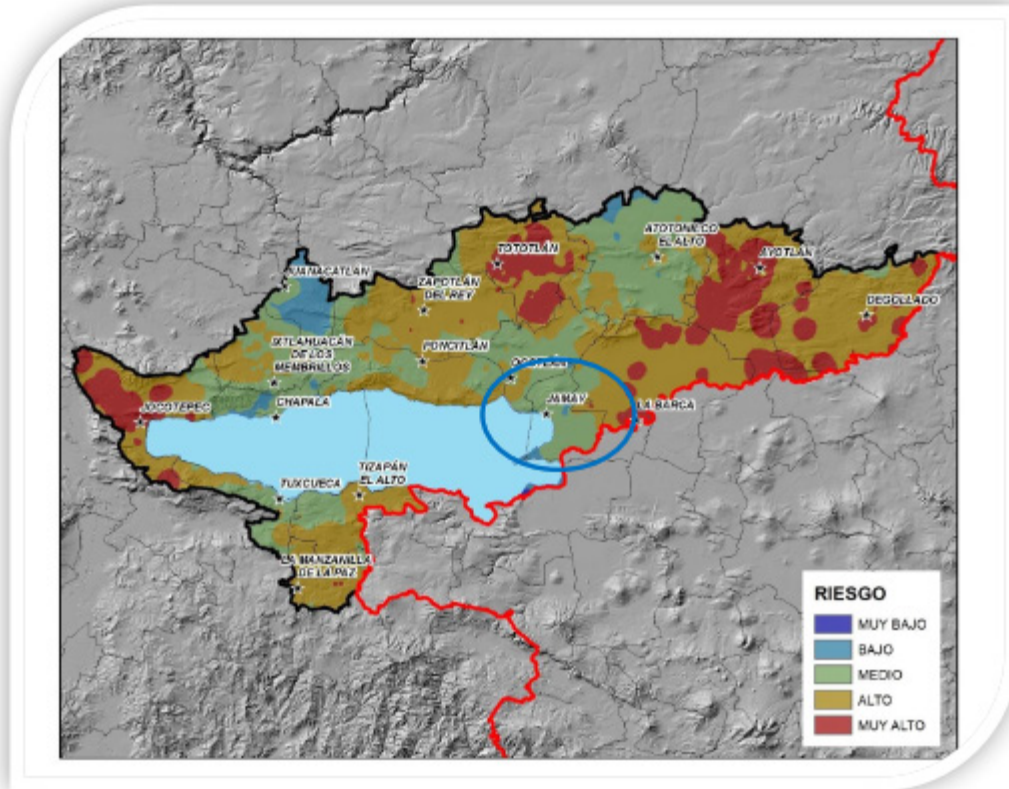 ATOTONILCO
EL ALTO
TOTOTLÁN
AYOTLÁN
JUANACATLÁN
ZAPOTLÁN
DEL REY
DEGOLLADO
IXTLAHUACÁN
DE LOS
MEMBRILLOS
PONCITLÁN
OCOTLÁN
JOCOTEPEC
CHAPALA
JAMAY
LA BARCA
TUXCUECA
TIZAPÁN
EL ALTO
LA MANZANILLA
DE LA PAZ
RIESGO
MUY BAJO
BAJO
MEDIO
ALTO
MUY ALTO